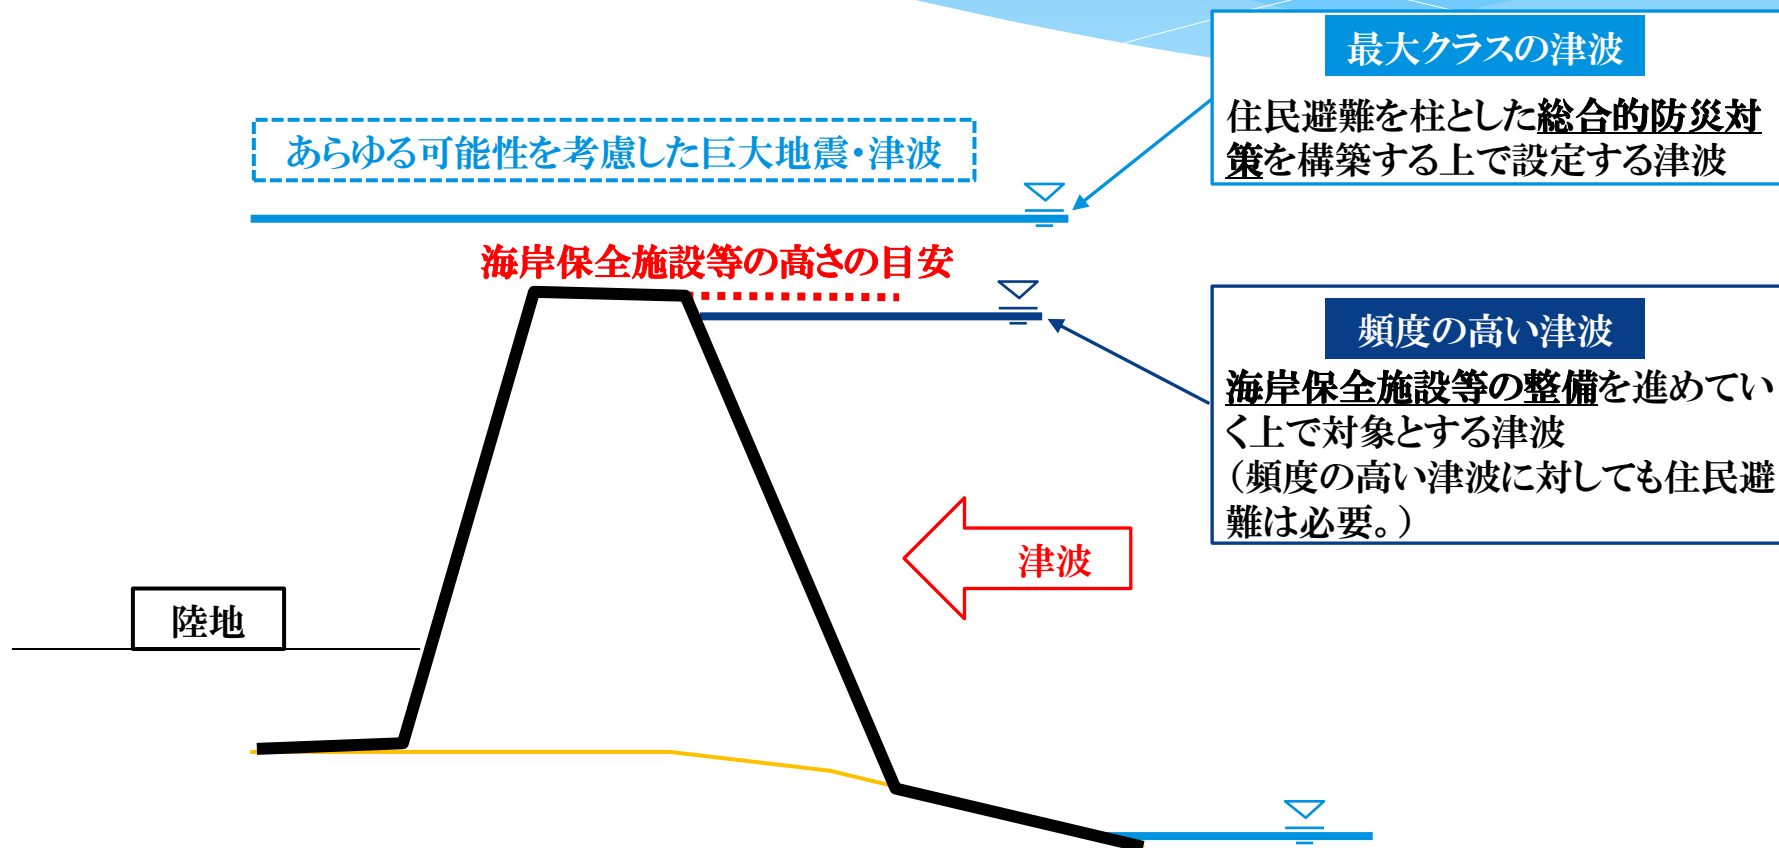 最大クラスの津波
住民避難を柱とした総合的防災対
策を構築する上で設定する津波
あらゆる可能性を考慮した巨大地震・津波
海岸保全施設等の高さの目安
頻度の高い津波
海岸保全施設等の整備を進めてい
く上で対象とする津波
（頻度の高い津波に対しても住民避
難は必要。）
津波
陸地